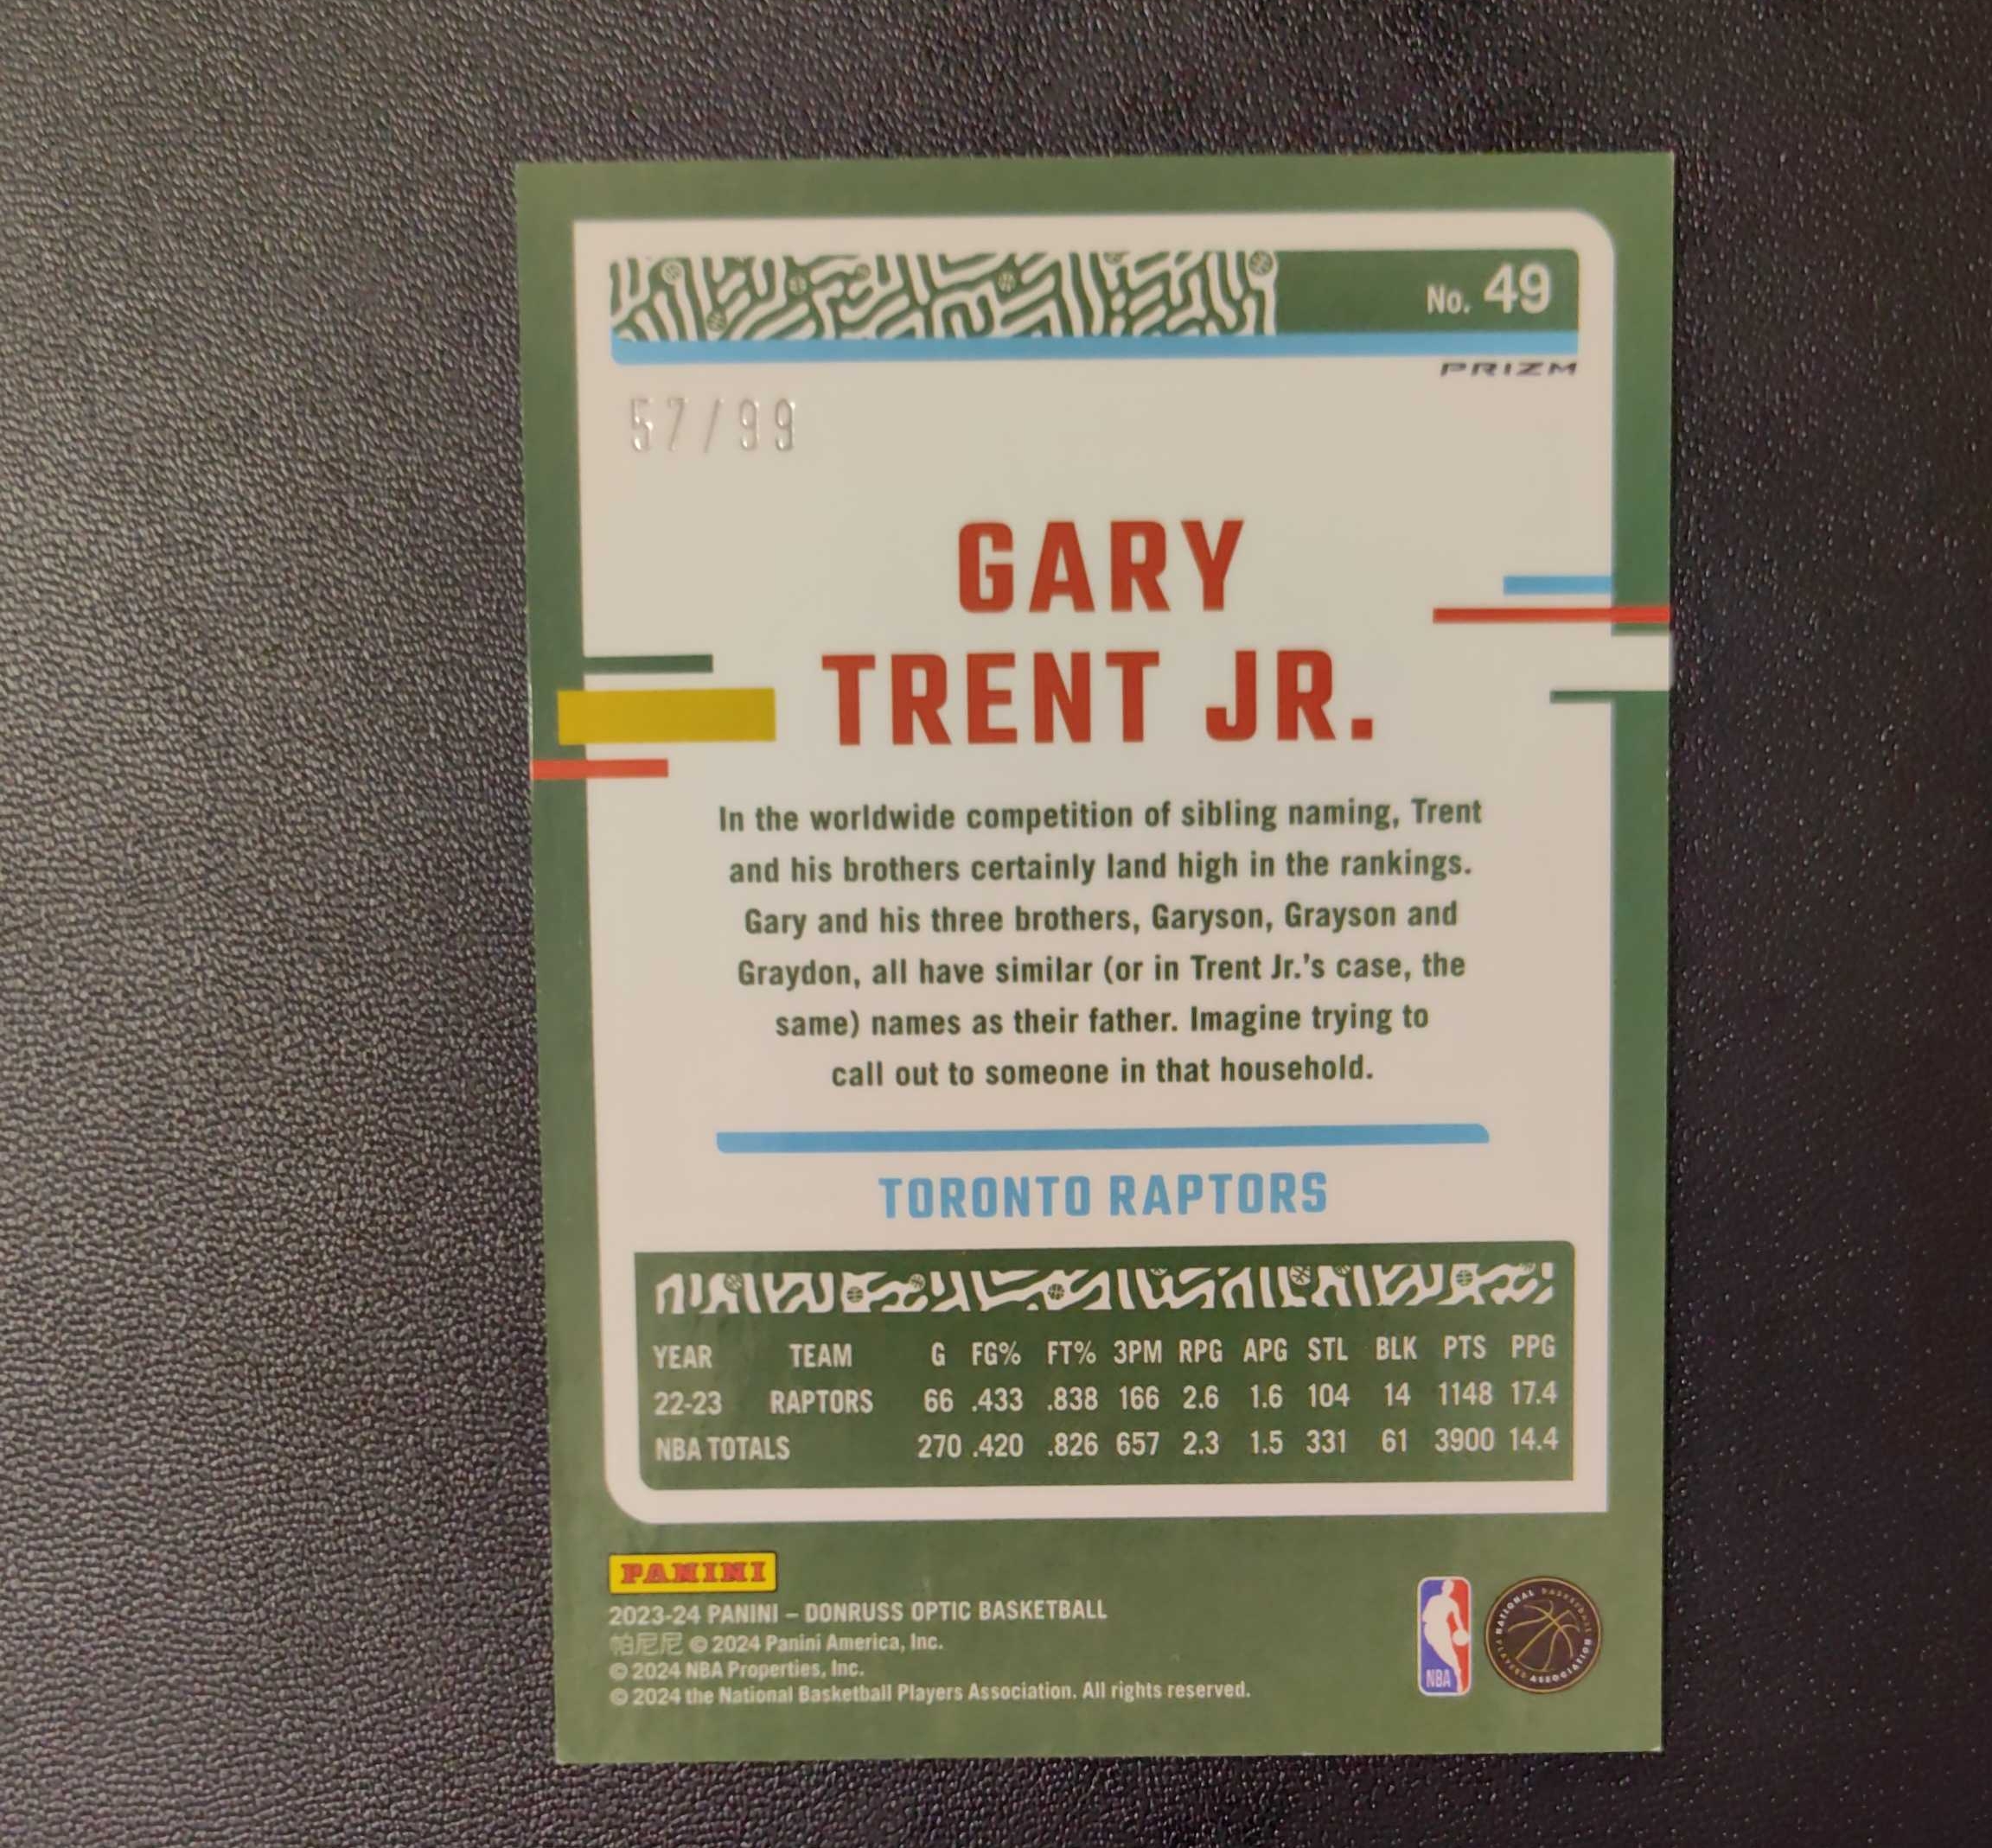 No. 49
PRIZM
57/99
GARY
TRENT JR.
In the worldwide competition of sibling naming, Trent
and his brothers certainly land high in the rankings.
Gary and his three brothers, Garyson, Grayson and
Graydon, all have similar (or in Trent Jr.'s case, the
same) names as their father. Imagine trying to
call out to someone in that household.
TORONTO RAPTORS
YEAR TEAM G FG% FT% 3PM RPG APG STL BLK PTS PPG
22-23 RAPTORS 66 .433 .838 166 2.6 1.6 104 14 1148 17.4
NBA TOTALS 270 .420 .826 657 2.3 1.5 331 61 3900 14.4
PANINI
2023-24 PANINI – DONRUSS OPTIC BASKETBALL
帕尼尼 © 2024 Panini America, Inc.
© 2024 NBA Properties, Inc.
© 2024 the National Basketball Players Association. All rights reserved.
NBA
NATIONAL BASKETBALL PLAYERS ASSOCIATION